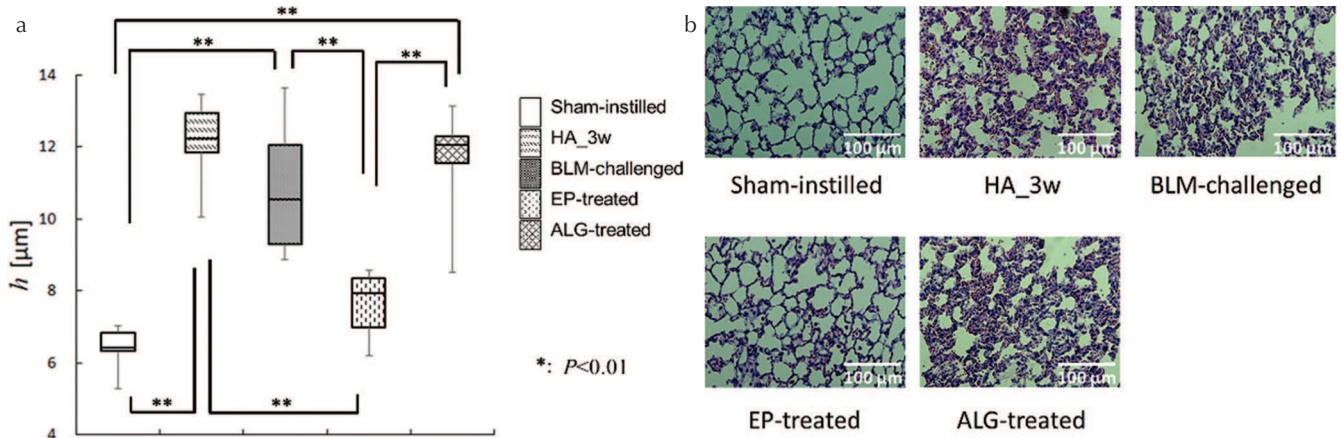 a
**
**
**
**
14
12
10
8
6
4
h [µm]
**
**
Sham-instilled
HA_3w
BLM-challenged
EP-treated
ALG-treated
*: P<0.01
b
100 µm
100 µm
100 µm
Sham-instilled
HA_3w
BLM-challenged
100 µm
100 µm
EP-treated
ALG-treated